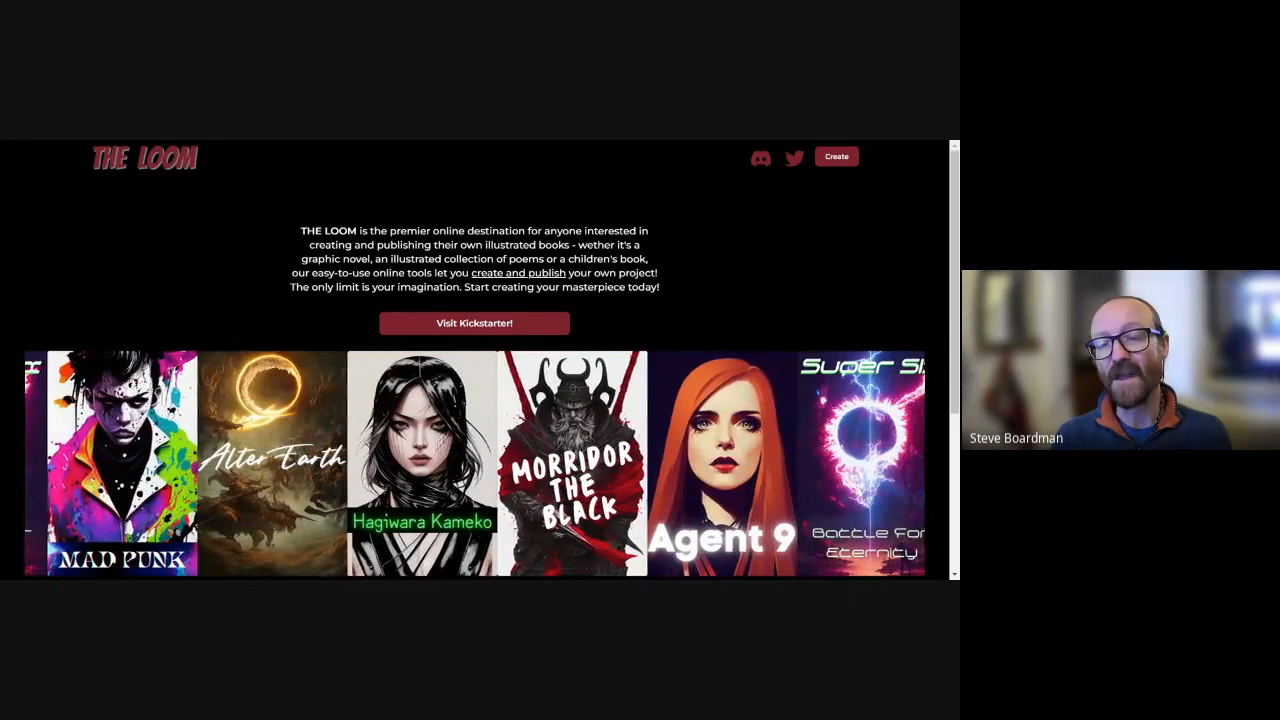 THE LOOM
Create
THE LOOM is the premier online destination for anyone interested in
creating and publishing their own illustrated books - wether it's a
graphic novel, an illustrated collection of poems or a children's book,
our easy-to-use online tools let you create and publish your own project!
The only limit is your imagination. Start creating your masterpiece today!
Visit Kickstarter!
MAD PUNK
Alter Earth
Hagiwara Kameko
MORRIDOR
THE
BLACK
Agent 9
Super Si
Battle For
Eternity
Steve Boardman